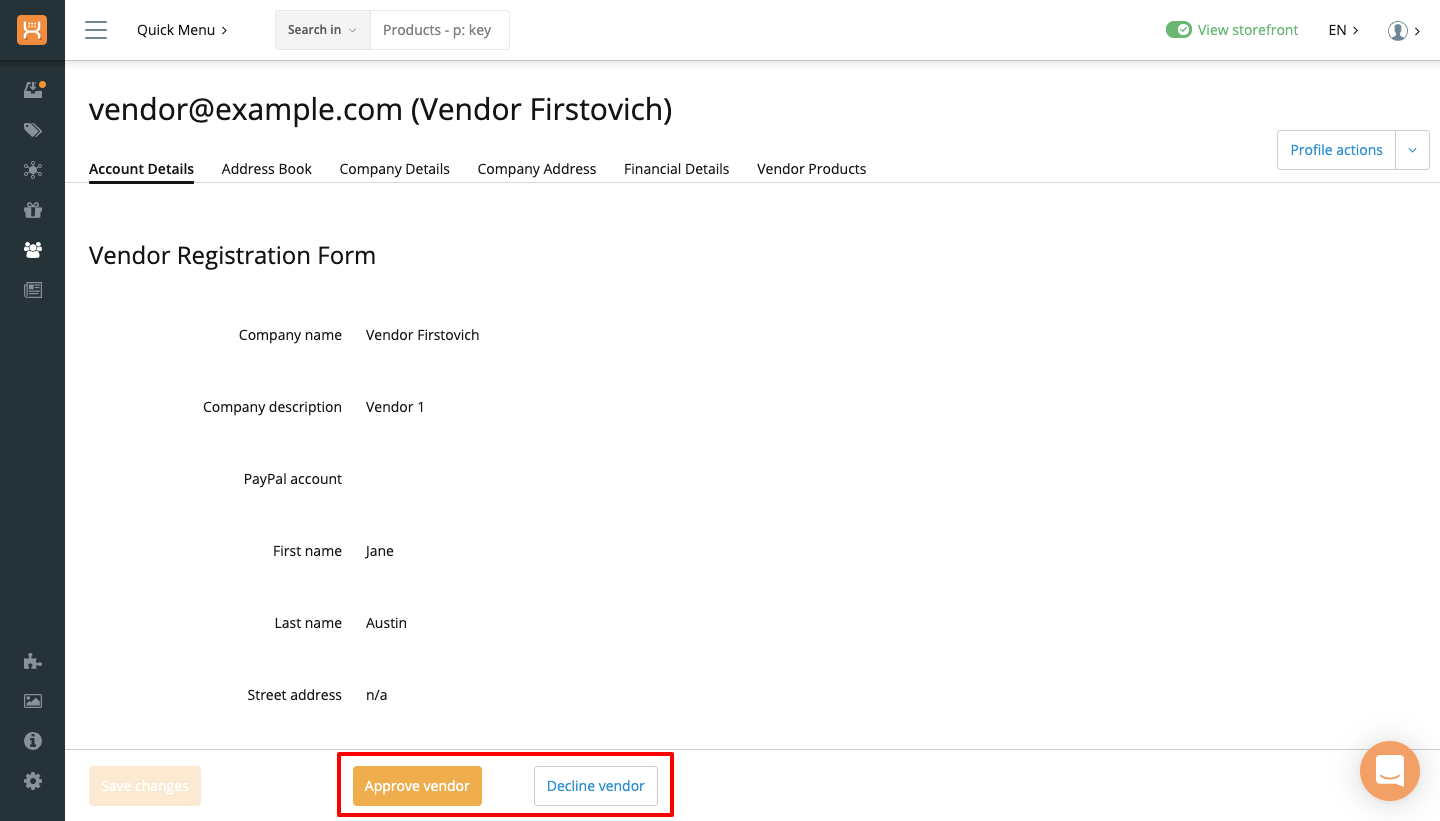 Quick Menu
Search in
Products - p: key
View storefront
EN
vendor@example.com (Vendor Firstovich)
Profile actions
Account Details Address Book Company Details Company Address Financial Details Vendor Products
Vendor Registration Form
Company name Vendor Firstovich
Company description Vendor 1
PayPal account
First name Jane
Last name Austin
Street address n/a
Save changes Approve vendor Decline vendor